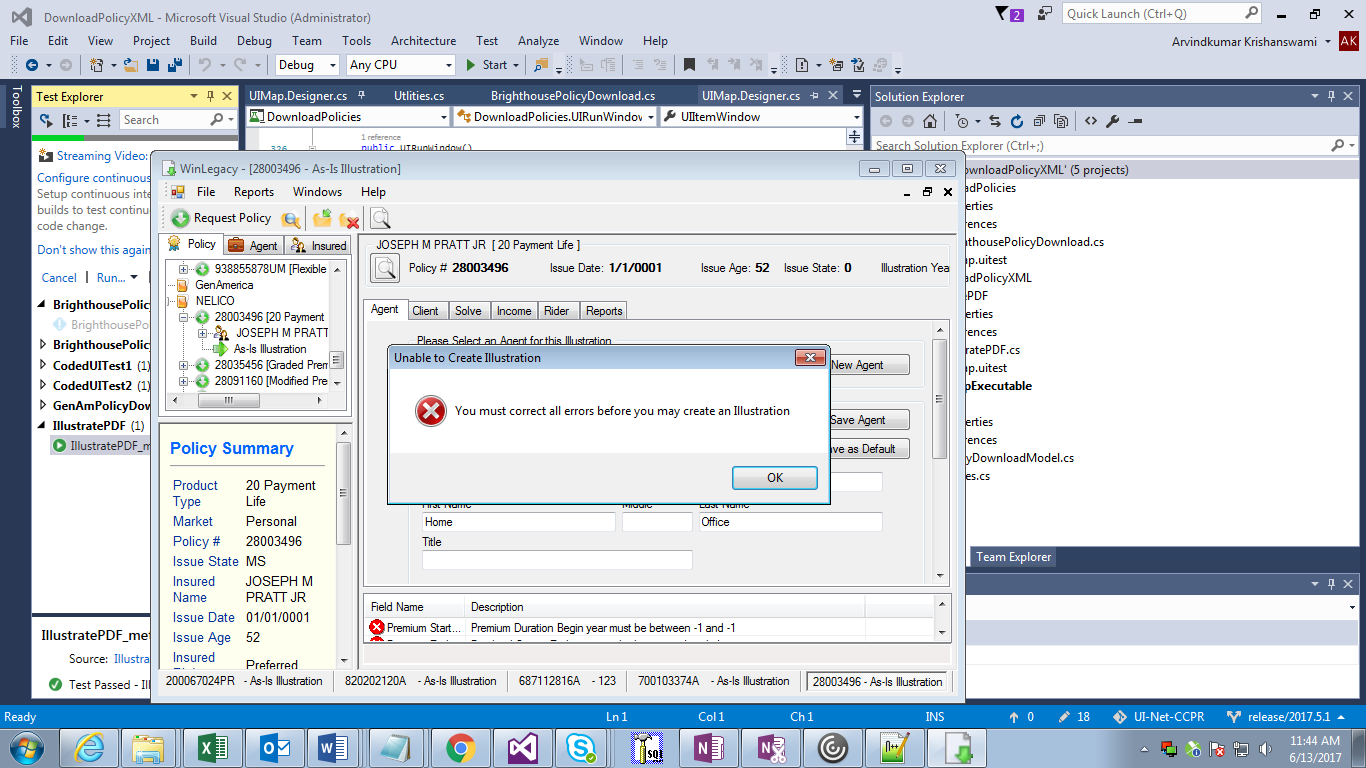 DownloadPolicyXML - Microsoft Visual Studio (Administrator)
2
Quick Launch (Ctrl+Q)
File Edit View Project Build Debug Team Tools Architecture Test Analyze Window Help
Arvindkumar Krishanswami AK
Debug Any CPU Start
Toolbox
Test Explorer
Search
Streaming Video:
Configure continuous
Setup continuous inte
builds to test continu
code change.
Don't show this again
Cancel | Run...
BrighthousePolicy
BrighthousePo
BrighthousePolicy
CodedUITest1 (1)
CodedUITest2 (1)
GenAmPolicyDow
IllustratePDF (1)
IllustratePDF_m
IllustratePDF_met
Source: Illustra
Test Passed - Ill
UIMap.Designer.cs Utlities.cs BrighthousePolicyDownload.cs UIMap.Designer.cs
DownloadPolicies DownloadPolicies.UIRunWindow UIItemWindow
1 reference
326 public UIRunWindow()
Solution Explorer
Search Solution Explorer (Ctrl+;)
ownloadPolicyXML' (5 projects)
adPolicies
erties
rences
hthousePolicyDownload.cs
p.uitest
adPolicyXML
ePDF
erties
rences
ratePDF.cs
p.uitest
pExecutable
erties
rences
yDownloadModel.cs
es.cs
Team Explorer
WinLegacy - [28003496 - As-Is Illustration]
File Reports Windows Help
Request Policy
Policy Agent Insured
938855878UM [Flexible
GenAmerica
NELICO
28003496 [20 Payment
JOSEPH M PRATT
As-Is Illustration
28035456 [Graded Prem
28091160 [Modified Pre
Policy Summary
Product Type 20 Payment Life
Market Personal
Policy # 28003496
Issue State MS
Insured Name JOSEPH M PRATT JR
Issue Date 01/01/0001
Issue Age 52
Insured Preferred
JOSEPH M PRATT JR [ 20 Payment Life ]
Policy # 28003496 Issue Date: 1/1/0001 Issue Age: 52 Issue State: 0 Illustration Yea
Agent Client Solve Income Rider Reports
Please Select an Agent for this Illustration
New Agent
Save Agent
ve as Default
Unable to Create Illustration
You must correct all errors before you may create an Illustration
OK
First Name Middle Last Name
Home Office
Title
Field Name Description
Premium Start... Premium Duration Begin year must be between -1 and -1
200067024PR - As-Is Illustration 820202120A - As-Is Illustration 687112816A - 123 700103374A - As-Is Illustration 28003496 - As-Is Illustration
Ready Ln 1 Col 1 Ch 1 INS 0 18 UI-Net-CCPR release/2017.5.1
11:44 AM
6/13/2017